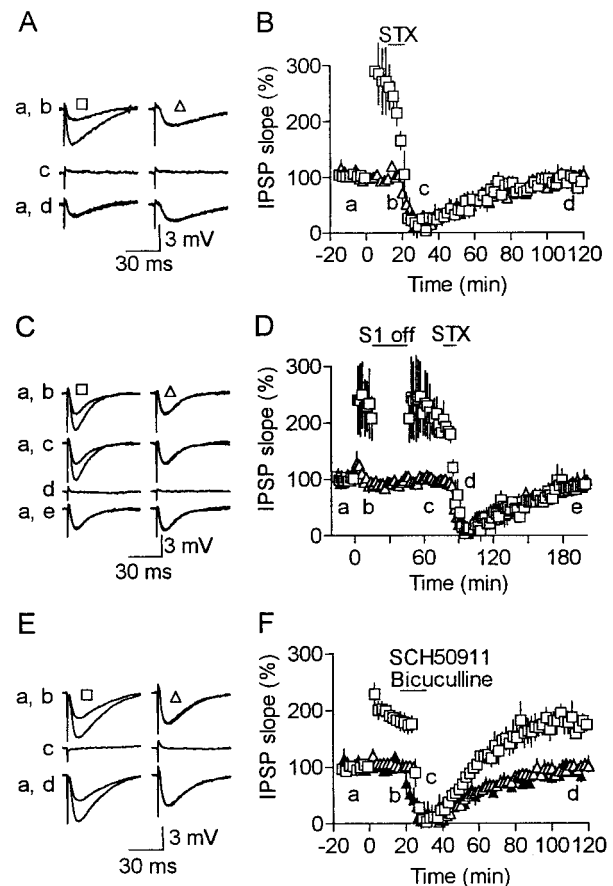 A
B
STX
a, b
c
a, d
3 mV
30 ms
IPSP slope (%)
300
200
100
0
a
b
c
d
-20 0 20 40 60 80 100 120
Time (min)
C
D
S1 off
STX
a, b
a, c
d
a, e
3 mV
30 ms
IPSP slope (%)
300
200
100
0
a
b
c
d
e
0 60 120 180
Time (min)
E
F
SCH50911
Bicuculline
a, b
c
a, d
3 mV
30 ms
IPSP slope (%)
300
200
100
0
a
b
c
d
-20 0 20 40 60 80 100 120
Time (min)